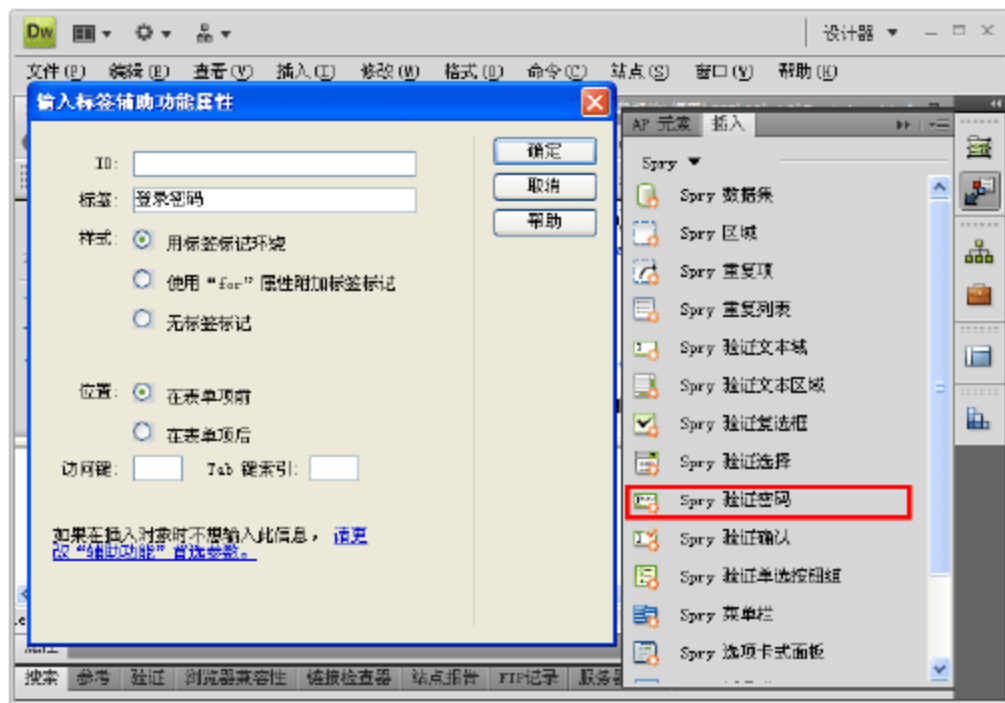 Dw
设计器
文件(F) 编辑(E) 查看(V) 插入(I) 修改(M) 格式(O) 命令(C) 站点(S) 窗口(W) 帮助(H)
输入标签辅助功能属性
ID:
标签: 登录密码
样式: 用标签标记环绕
使用“for”属性附加标签标记
无标签标记
位置: 在表单项前
在表单项后
访问键: Tab 键索引:
如果在插入对象时不想输入此信息，请更
改“辅助功能”首选参数。
确定
取消
帮助
AP 元素 插入
Spry
Spry 数据集
Spry 区域
Spry 重复项
Spry 重复列表
Spry 验证文本域
Spry 验证文本区域
Spry 验证复选框
Spry 验证选择
Spry 验证密码
Spry 验证确认
Spry 验证单选按钮组
Spry 菜单栏
Spry 选项卡式面板
属性
搜索 参考 验证 浏览器兼容性 链接检查器 站点报告 FTP记录 服务器